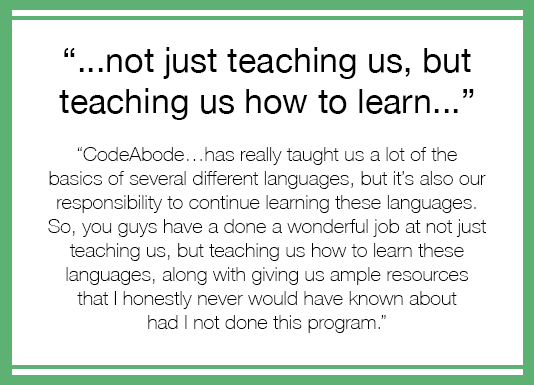 “...not just teaching us, but
teaching us how to learn...”
“CodeAbode…has really taught us a lot of the
basics of several different languages, but it’s also our
responsibility to continue learning these languages.
So, you guys have a done a wonderful job at not just
teaching us, but teaching us how to learn these
languages, along with giving us ample resources
that I honestly never would have known about
had I not done this program.”